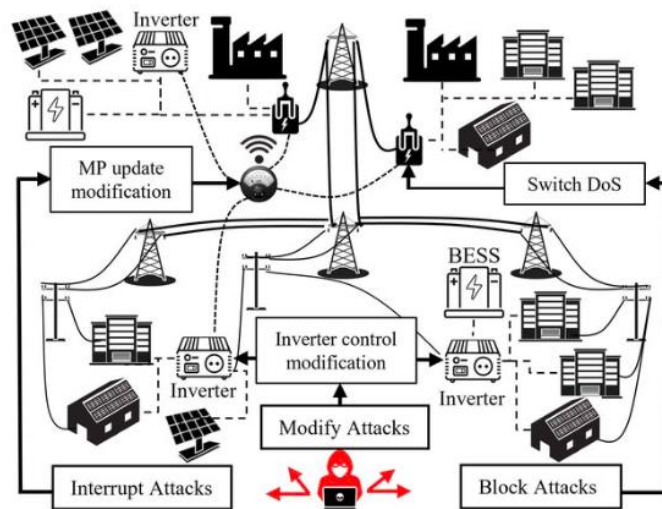 Inverter
MP update
modification
Switch DoS
BESS
Inverter control
modification
Inverter
Inverter
Modify Attacks
Interrupt Attacks
Block Attacks